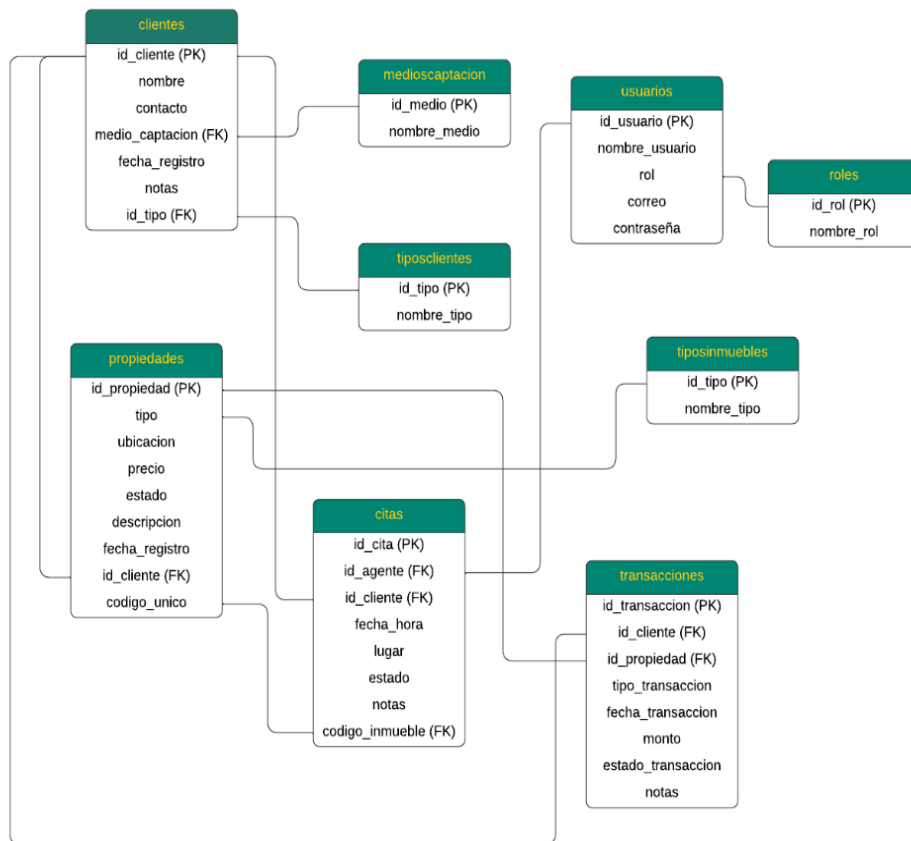 clientes
id_cliente (PK)
nombre
contacto
medio_captacion (FK)
fecha_registro
notas
id_tipo (FK)
medioscaptacion
id_medio (PK)
nombre_medio
usuarios
id_usuario (PK)
nombre_usuario
rol
correo
contraseña
roles
id_rol (PK)
nombre_rol
tiposclientes
id_tipo (PK)
nombre_tipo
propiedades
id_propiedad (PK)
tipo
ubicacion
precio
estado
descripcion
fecha_registro
id_cliente (FK)
codigo_unico
tiposinmuebles
id_tipo (PK)
nombre_tipo
citas
id_cita (PK)
id_agente (FK)
id_cliente (FK)
fecha_hora
lugar
estado
notas
codigo_inmueble (FK)
transacciones
id_transaccion (PK)
id_cliente (FK)
id_propiedad (FK)
tipo_transaccion
fecha_transaccion
monto
estado_transaccion
notas